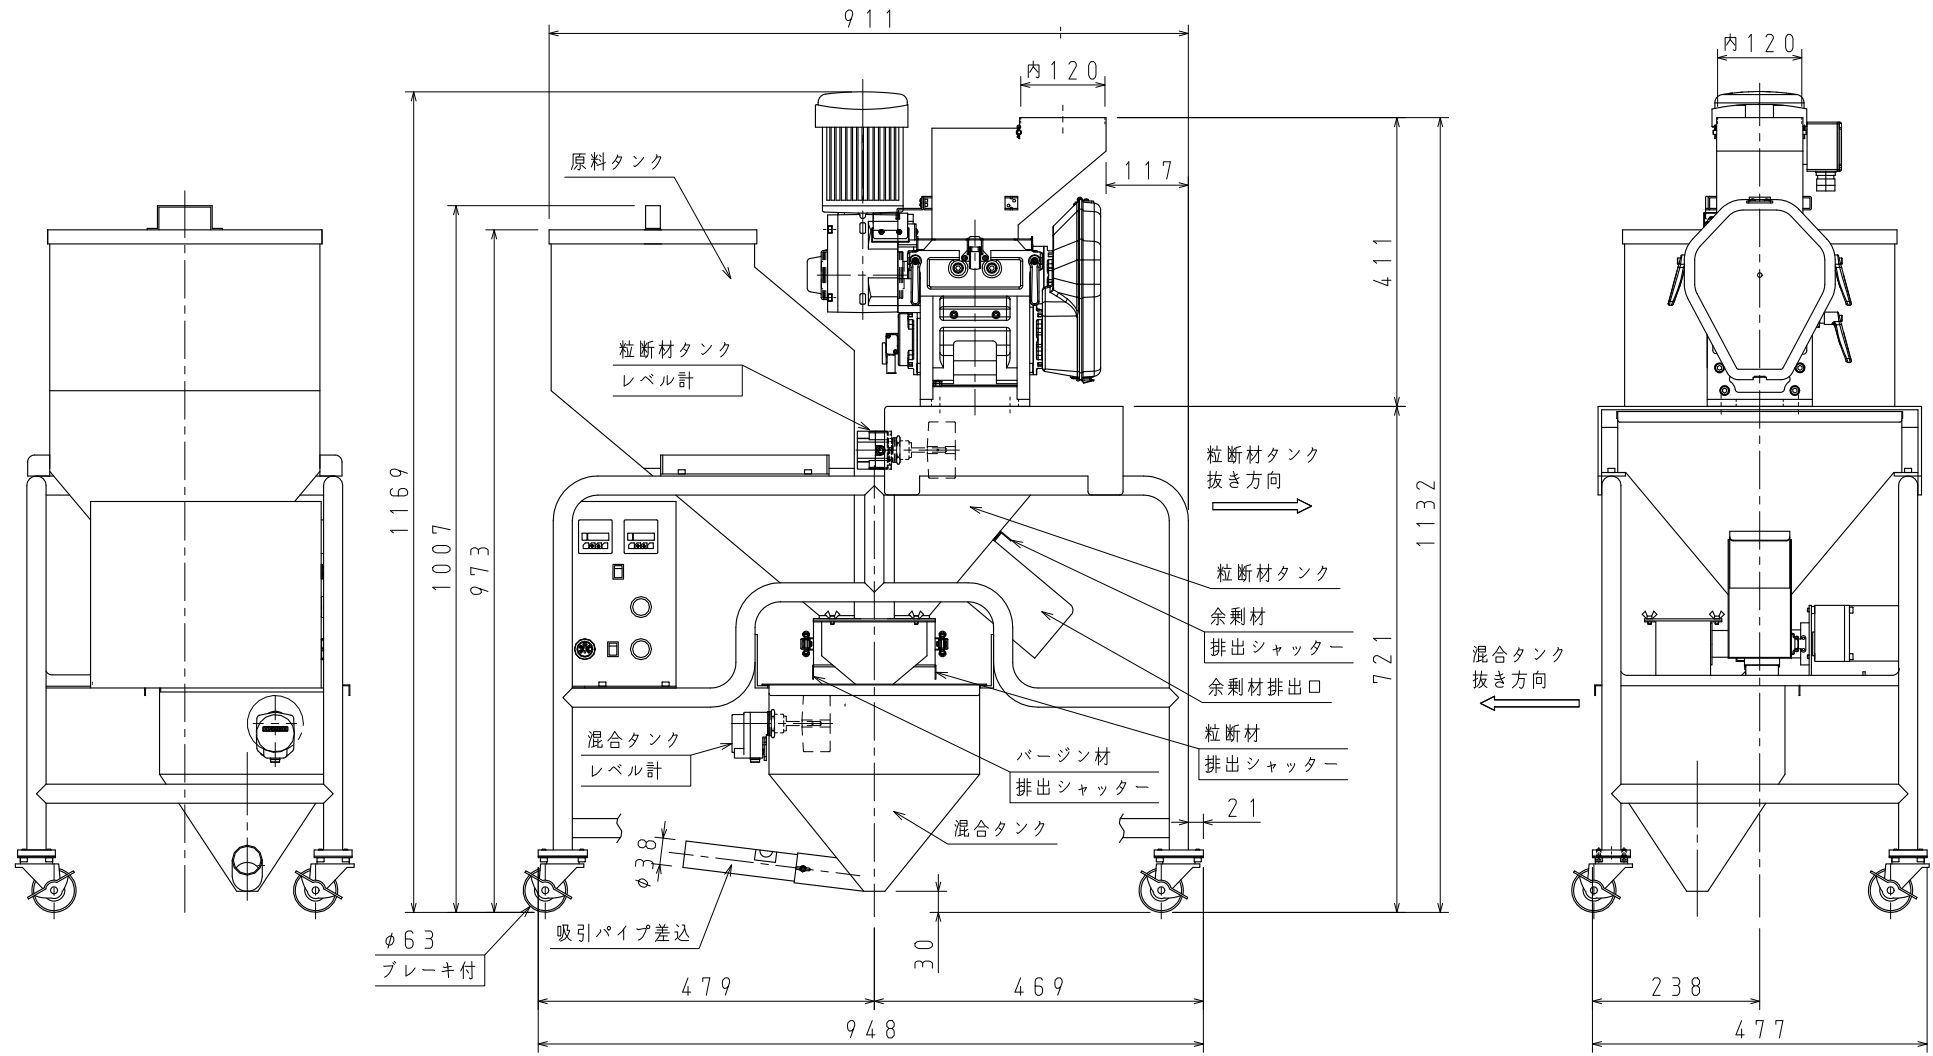 911
内120
内120
原料タンク
117
411
粒断材タンク
レベル計
1169
1007
973
粒断材タンク
抜き方向
1132
粒断材タンク
余剰材
排出シャッター
721
混合タンク
抜き方向
余剰材排出口
混合タンク
レベル計
バージン材
排出シャッター
粒断材
排出シャッター
21
混合タンク
φ38
吸引パイプ差込
φ63
ブレーキ付
30
479
469
238
948
477